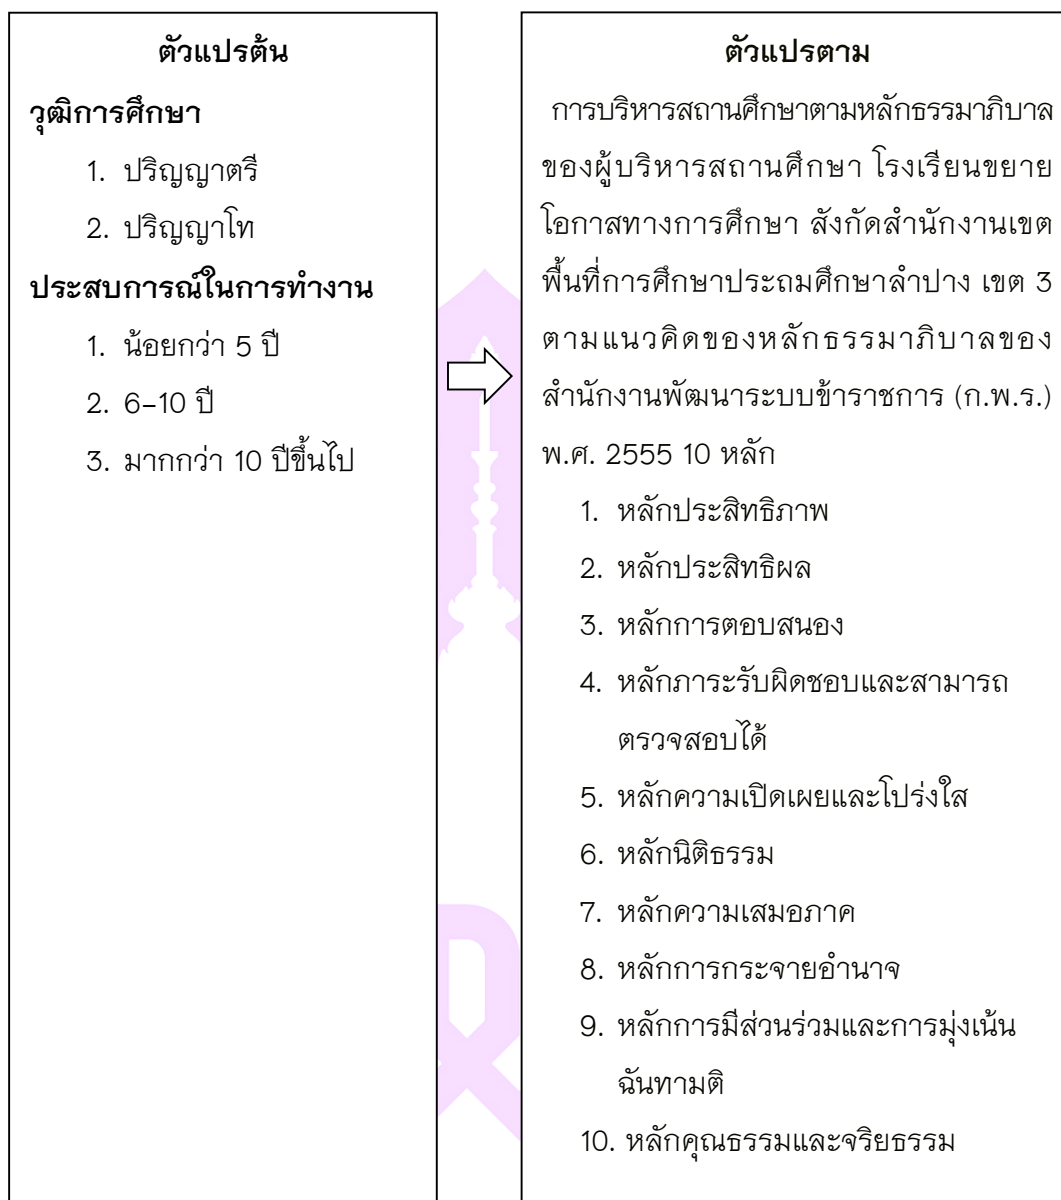 ตัวแปรต้น
วุฒิการศึกษา
1. ปริญญาตรี
2. ปริญญาโท
ประสบการณ์ในการทำงาน
1. น้อยกว่า 5 ปี
2. 6–10 ปี
3. มากกว่า 10 ปีขึ้นไป
ตัวแปรตาม
การบริหารสถานศึกษาตามหลักธรรมาภิบาล
ของผู้บริหารสถานศึกษา โรงเรียนขยาย
โอกาสทางการศึกษา สังกัดสำนักงานเขต
พื้นที่การศึกษาประถมศึกษาลำปาง เขต 3
ตามแนวคิดของหลักธรรมาภิบาลของ
สำนักงานพัฒนาระบบข้าราชการ (ก.พ.ร.)
พ.ศ. 2555 10 หลัก
1. หลักประสิทธิภาพ
2. หลักประสิทธิผล
3. หลักการตอบสนอง
4. หลักภาระรับผิดชอบและสามารถ
ตรวจสอบได้
5. หลักความเปิดเผยและโปร่งใส
6. หลักนิติธรรม
7. หลักความเสมอภาค
8. หลักการกระจายอำนาจ
9. หลักการมีส่วนร่วมและการมุ่งเน้น
ฉันทามติ
10. หลักคุณธรรมและจริยธรรม